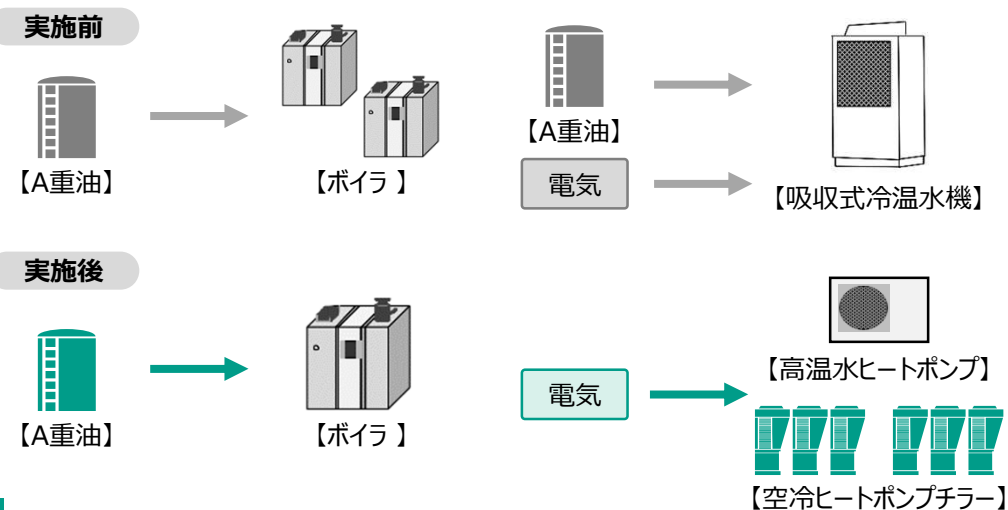 実施前
【A重油】
【ボイラ 】
【A重油】
電気
【吸収式冷温水機】
実施後
【A重油】
【ボイラ 】
電気
【高温水ヒートポンプ】
【空冷ヒートポンプチラー】